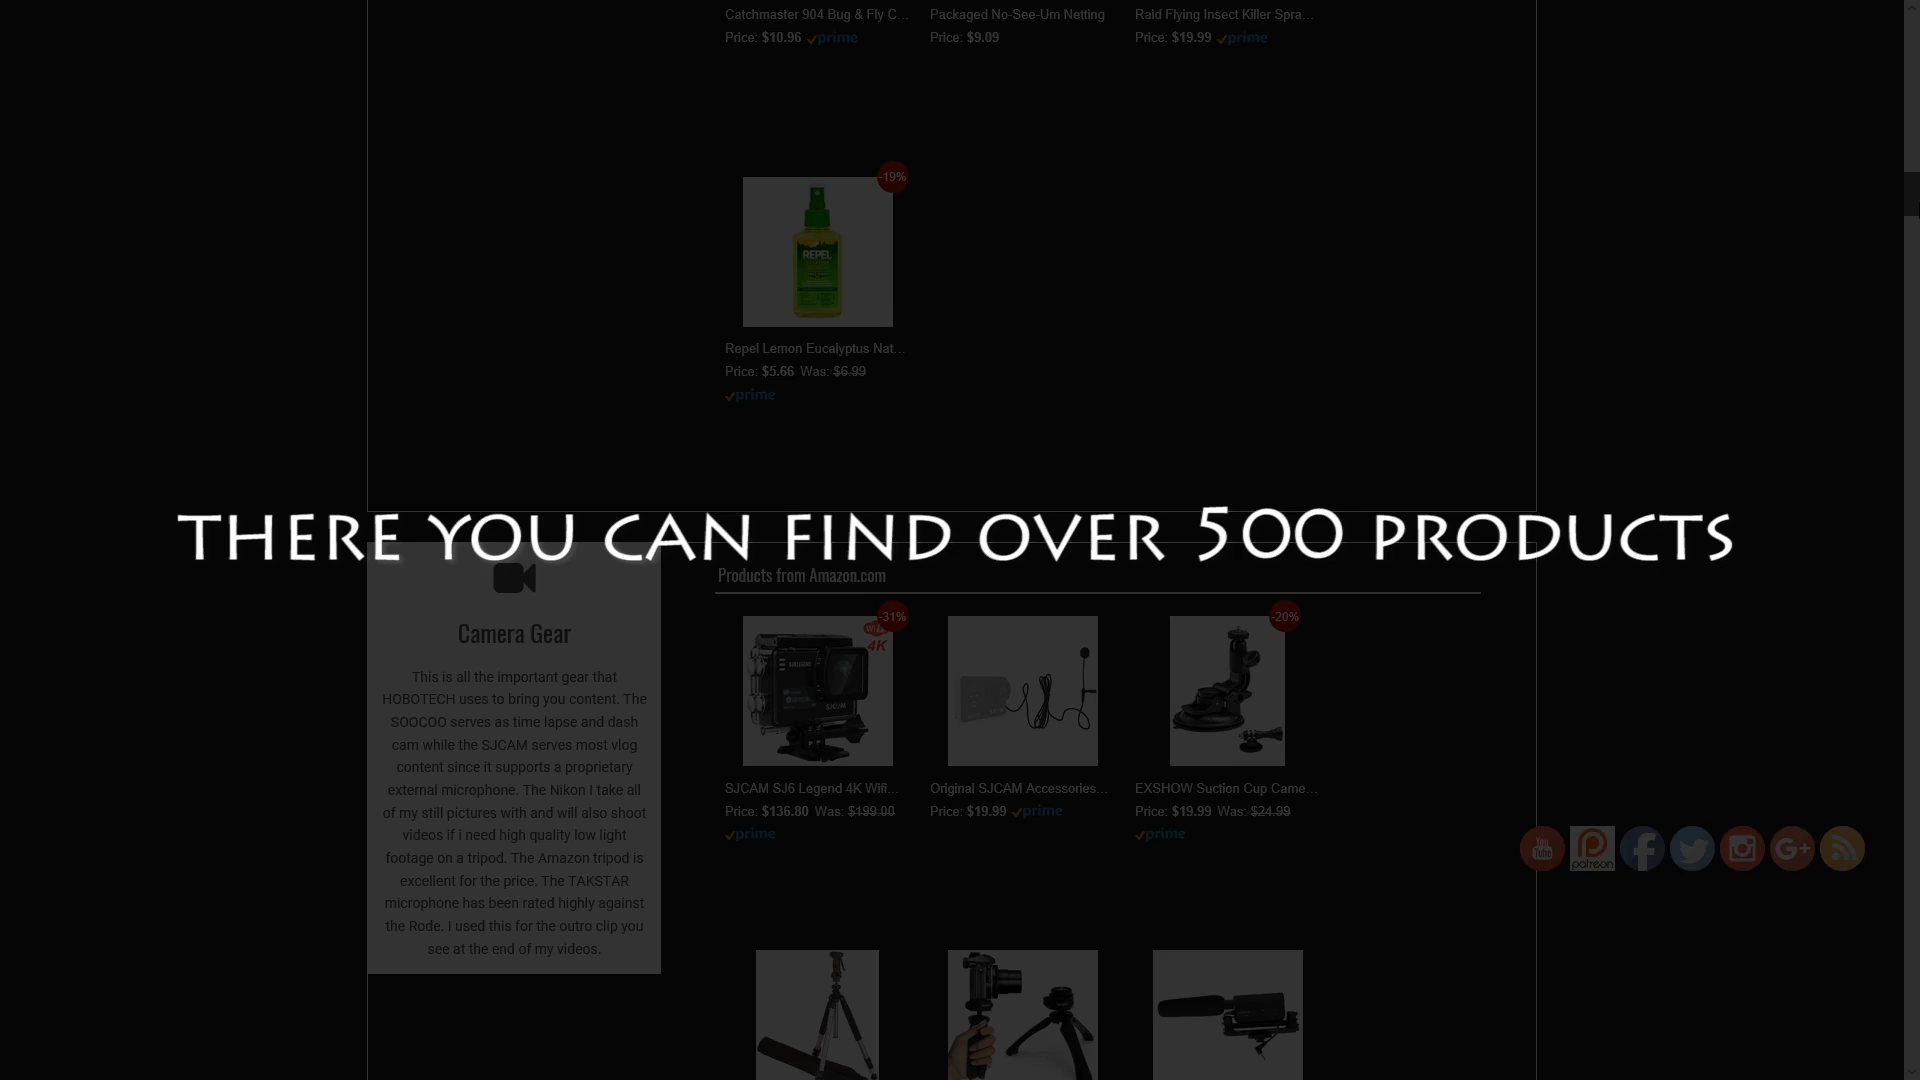 Catchmaster 904 Bug & Fly C...
Price: $10.96 prime
Packaged No-See-Um Netting
Price: $9.09
Raid Flying Insect Killer Spra...
Price: $19.99 prime
-19%
REPEL
Repel Lemon Eucalyptus Nat...
Price: $5.66 Was: $6.99
prime
THERE YOU CAN FIND OVER 500 PRODUCTS
Camera Gear
This is all the important gear that
HOBOTECH uses to bring you content. The
SOOCOO serves as time lapse and dash
cam while the SJCAM serves most vlog
content since it supports a proprietary
external microphone. The Nikon I take all
of my still pictures with and will also shoot
videos if i need high quality low light
footage on a tripod. The Amazon tripod is
excellent for the price. The TAKSTAR
microphone has been rated highly against
the Rode. I used this for the outro clip you
see at the end of my videos.
Products from Amazon.com
-31%
4K
SJCAM
SJCAM SJ6 Legend 4K Wifi...
Price: $136.80 Was: $199.00
prime
Original SJCAM Accessories...
Price: $19.99 prime
-20%
EXSHOW Suction Cup Came...
Price: $19.99 Was: $24.99
prime
You Tube
patreon
G+